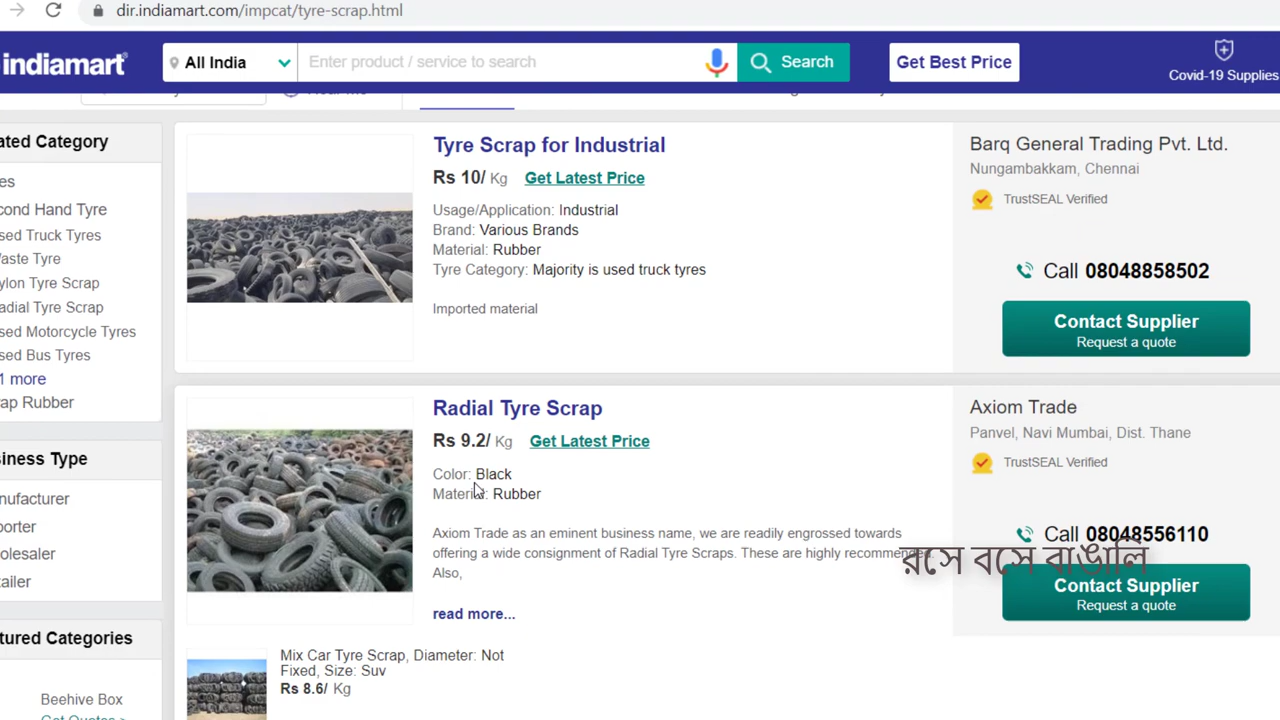 dir.indiamart.com/impcat/tyre-scrap.html
indiamart
All India
Enter product / service to search
Search
Get Best Price
Covid-19 Supplies
ated Category
es
cond Hand Tyre
sed Truck Tyres
aste Tyre
ylon Tyre Scrap
adial Tyre Scrap
sed Motorcycle Tyres
sed Bus Tyres
1 more
rap Rubber
siness Type
nufacturer
porter
olesaler
tailer
tured Categories
Beehive Box
Tyre Scrap for Industrial
Rs 10/ Kg Get Latest Price
Usage/Application: Industrial
Brand: Various Brands
Material: Rubber
Tyre Category: Majority is used truck tyres
Imported material
Barq General Trading Pvt. Ltd.
Nungambakkam, Chennai
TrustSEAL Verified
Call 08048858502
Contact Supplier
Request a quote
Radial Tyre Scrap
Rs 9.2/ Kg Get Latest Price
Color: Black
Material: Rubber
Axiom Trade as an eminent business name, we are readily engrossed towards
offering a wide consignment of Radial Tyre Scraps. These are highly recommended.
Also,
read more...
Axiom Trade
Panvel, Navi Mumbai, Dist. Thane
TrustSEAL Verified
Call 08048556110
রসে বসে বাঙালি
Contact Supplier
Request a quote
Mix Car Tyre Scrap, Diameter: Not
Fixed, Size: Suv
Rs 8.6/ Kg